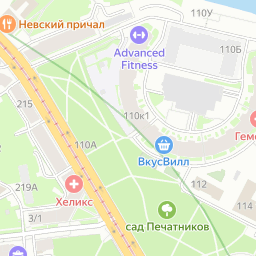 110У
Невский причал
Advanced
Fitness
110Б
215
110к1
Гем
110А
ВкусВилл
219А
112
Хеликс
114
3/1
сад Печатников